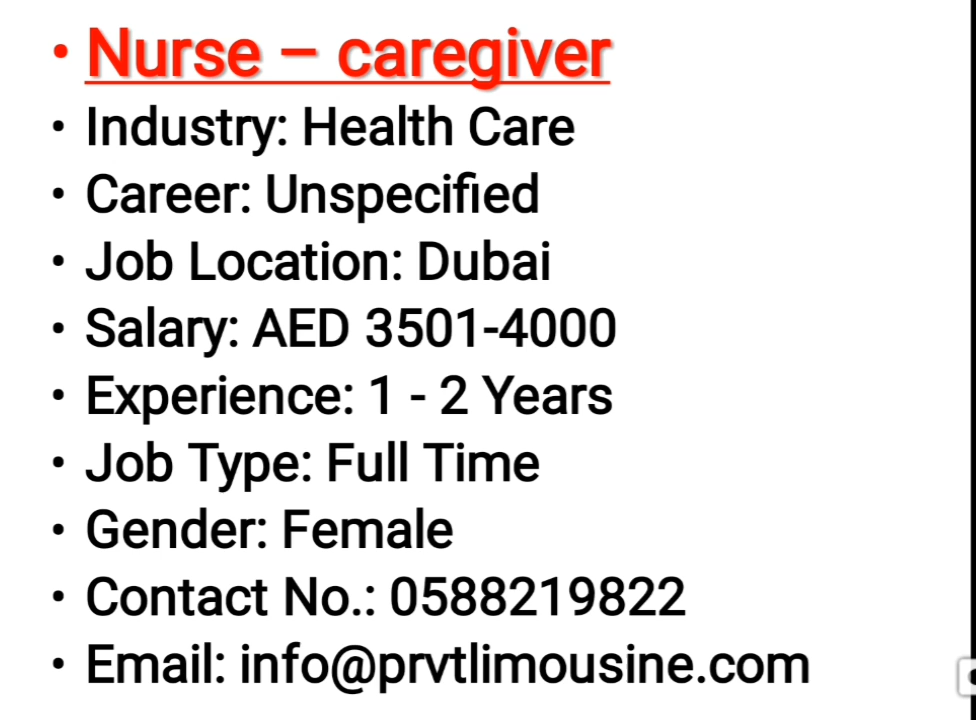 • Nurse – caregiver
• Industry: Health Care
• Career: Unspecified
• Job Location: Dubai
• Salary: AED 3501-4000
• Experience: 1 - 2 Years
• Job Type: Full Time
• Gender: Female
• Contact No.: 0588219822
• Email: info@prvtlimousine.com